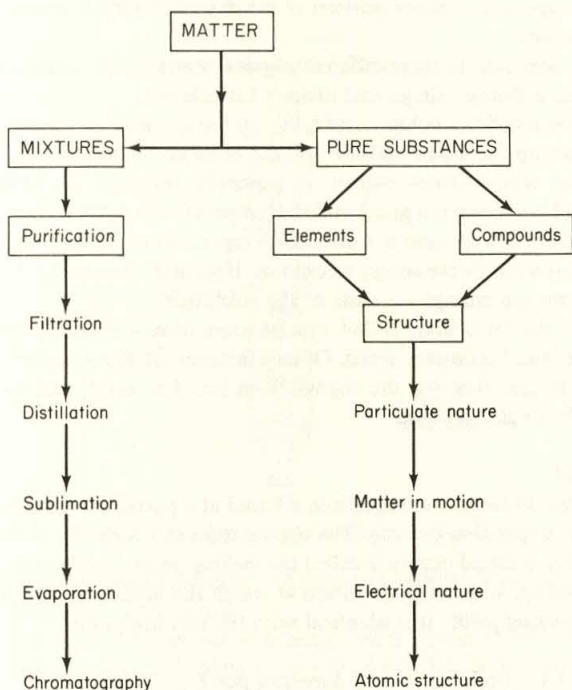 MATTER
MIXTURES
PURE SUBSTANCES
Purification
Elements
Compounds
Filtration
Structure
Distillation
Particulate nature
Sublimation
Matter in motion
Evaporation
Electrical nature
Chromatography
Atomic structure